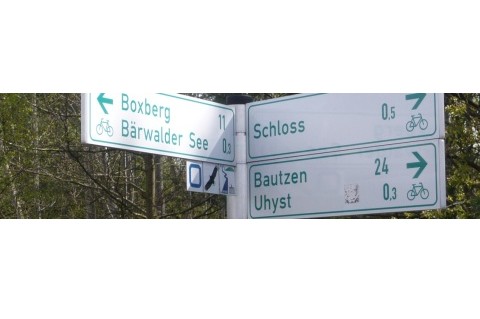 Boxberg 11
Bärwalder See 0,3
Schloss 0,5
Bautzen 24
Uhyst 0,3